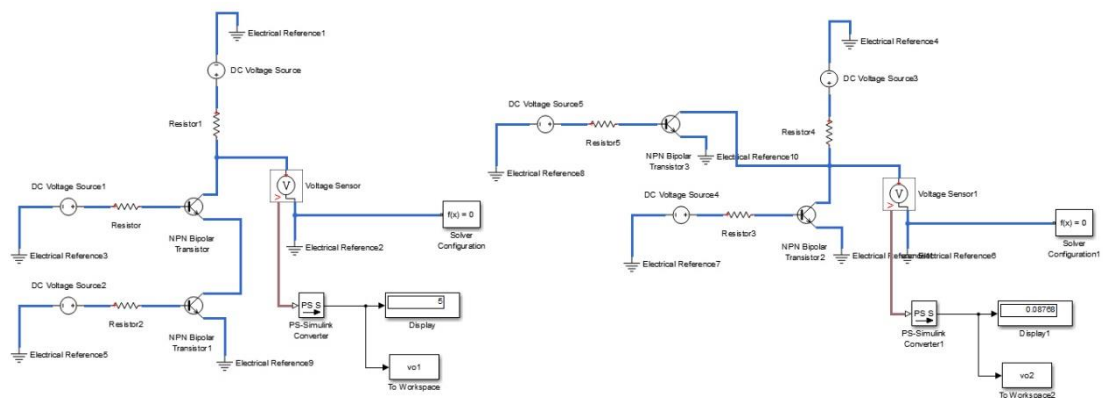 Electrical Reference1
DC Voltage Source
Resistor1
DC Voltage Source1
Resistor
NPN Bipolar
Transistor
Electrical Reference3
V
Voltage Sensor
Electrical Reference2
f(x) = 0
Solver
Configuration
DC Voltage Source2
Resistor2
NPN Bipolar
Transistor1
Electrical Reference5
Electrical Reference9
PS S
PS-Simulink
Converter
5
Display
vo1
To Workspace
Electrical Reference4
DC Voltage Source3
Resistor4
DC Voltage Source5
Resistor5
NPN Bipolar
Transistor3
Electrical Reference8
Electrical Reference10
DC Voltage Source4
Resistor3
NPN Bipolar
Transistor2
Electrical Reference7
V
Voltage Sensor1
Electrical Reference6
f(x) = 0
Solver
Configuration1
PS S
PS-Simulink
Converter1
0.08768
Display1
vo2
To Workspace2